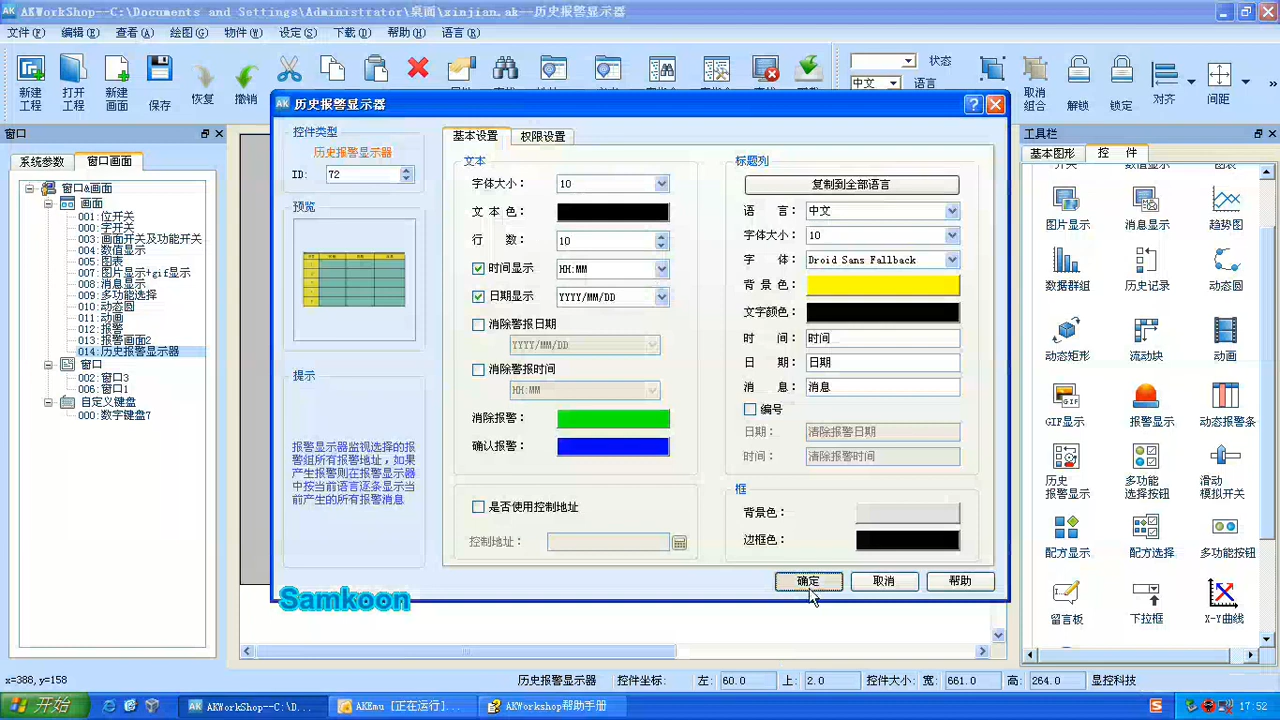 AKWorkShop--C:\Documents and Settings\Administrator\桌面\xinjian.ak--历史报警显示器
文件(F) 编辑(E) 查看(A) 绘图(G) 物件(W) 设定(S) 下载(D) 帮助(H) 语言(R)
新建工程 打开工程 新建画面 保存 恢复 撤销
状态
中文 语言
取消组合 解锁 锁定 对齐 间距
窗口
系统参数 窗口画面
窗口&画面
画面
001:位开关
000:字开关
003:画面开关及功能开关
004:数值显示
005:图表
007:图片显示+gif显示
008:消息显示
009:多功能选择
010:动态圆
011:动画
012:报警
013:报警画面2
014:历史报警显示器
窗口
002:窗口3
006:窗口1
自定义键盘
000:数字键盘7
历史报警显示器
控件类型
历史报警显示器
ID: 72
预览
提示
报警显示器监视选择的报
警组所有报警地址,如果
产生报警则在报警显示器
中按当前语言逐条显示当
前产生的所有报警消息
Samkoon
基本设置 权限设置
文本
字体大小: 10
文本色:
行 数: 10
时间显示 HH:MM
日期显示 YYYY/MM/DD
消除警报日期
YYYY/MM/DD
消除警报时间
HH:MM
消除报警:
确认报警:
是否使用控制地址
控制地址:
标题列
复制到全部语言
语 言: 中文
字体大小: 10
字 体: Droid Sans Fallback
背景色:
文字颜色:
时 间: 时间
日 期: 日期
消 息: 消息
编号
日期: 清除报警日期
时间: 清除报警时间
框
背景色:
边框色:
确定 取消 帮助
工具栏
基本图形 控 件
图片显示 消息显示 趋势图
数据群组 历史记录 动态圆
动态矩形 流动块 动画
GIF显示 报警显示 动态报警条
历史报警显示 多功能选择按钮 滑动模拟开关
配方显示 配方选择 多功能按钮
留言板 下拉框 X-Y曲线
x=388, y=158 历史报警显示器 控件坐标: 左: 60.0 上: 2.0 控件大小: 宽: 661.0 高: 264.0 显控科技
开始 AKWorkShop--C:\D... AKEmu [正在运行]... AKWorkshop帮助手册 17:52